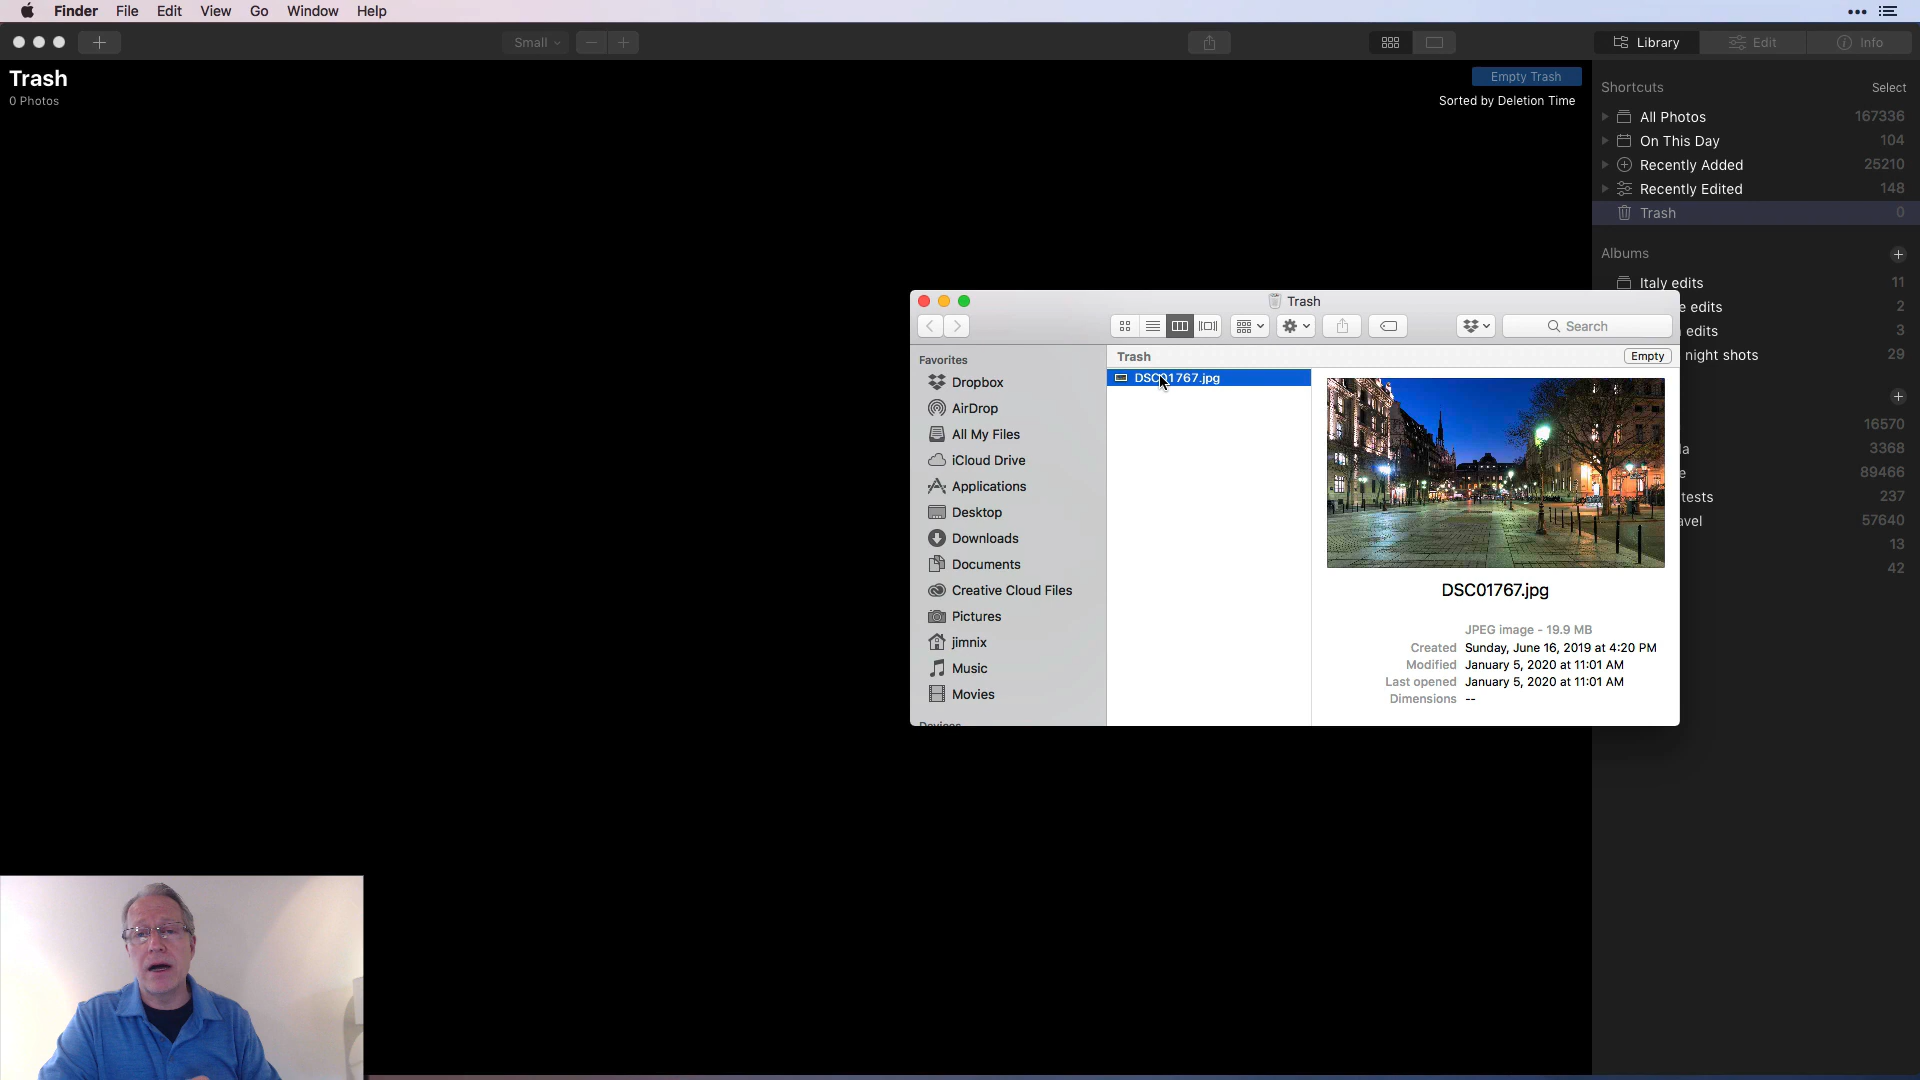 Finder File Edit View Go Window Help
Small
Library Edit Info
Trash
0 Photos
Empty Trash
Sorted by Deletion Time
Shortcuts Select
All Photos 167336
On This Day 104
Recently Added 25210
Recently Edited 148
Trash 0
Albums
Italy edits 11
e edits 2
edits 3
night shots 29
16570
la 3368
e 89466
tests 237
avel 57640
13
42
Trash
Search
Favorites
Dropbox
AirDrop
All My Files
iCloud Drive
Applications
Desktop
Downloads
Documents
Creative Cloud Files
Pictures
jimnix
Music
Movies
Devices
Trash Empty
DSC01767.jpg
DSC01767.jpg
JPEG image - 19.9 MB
Created Sunday, June 16, 2019 at 4:20 PM
Modified January 5, 2020 at 11:01 AM
Last opened January 5, 2020 at 11:01 AM
Dimensions --